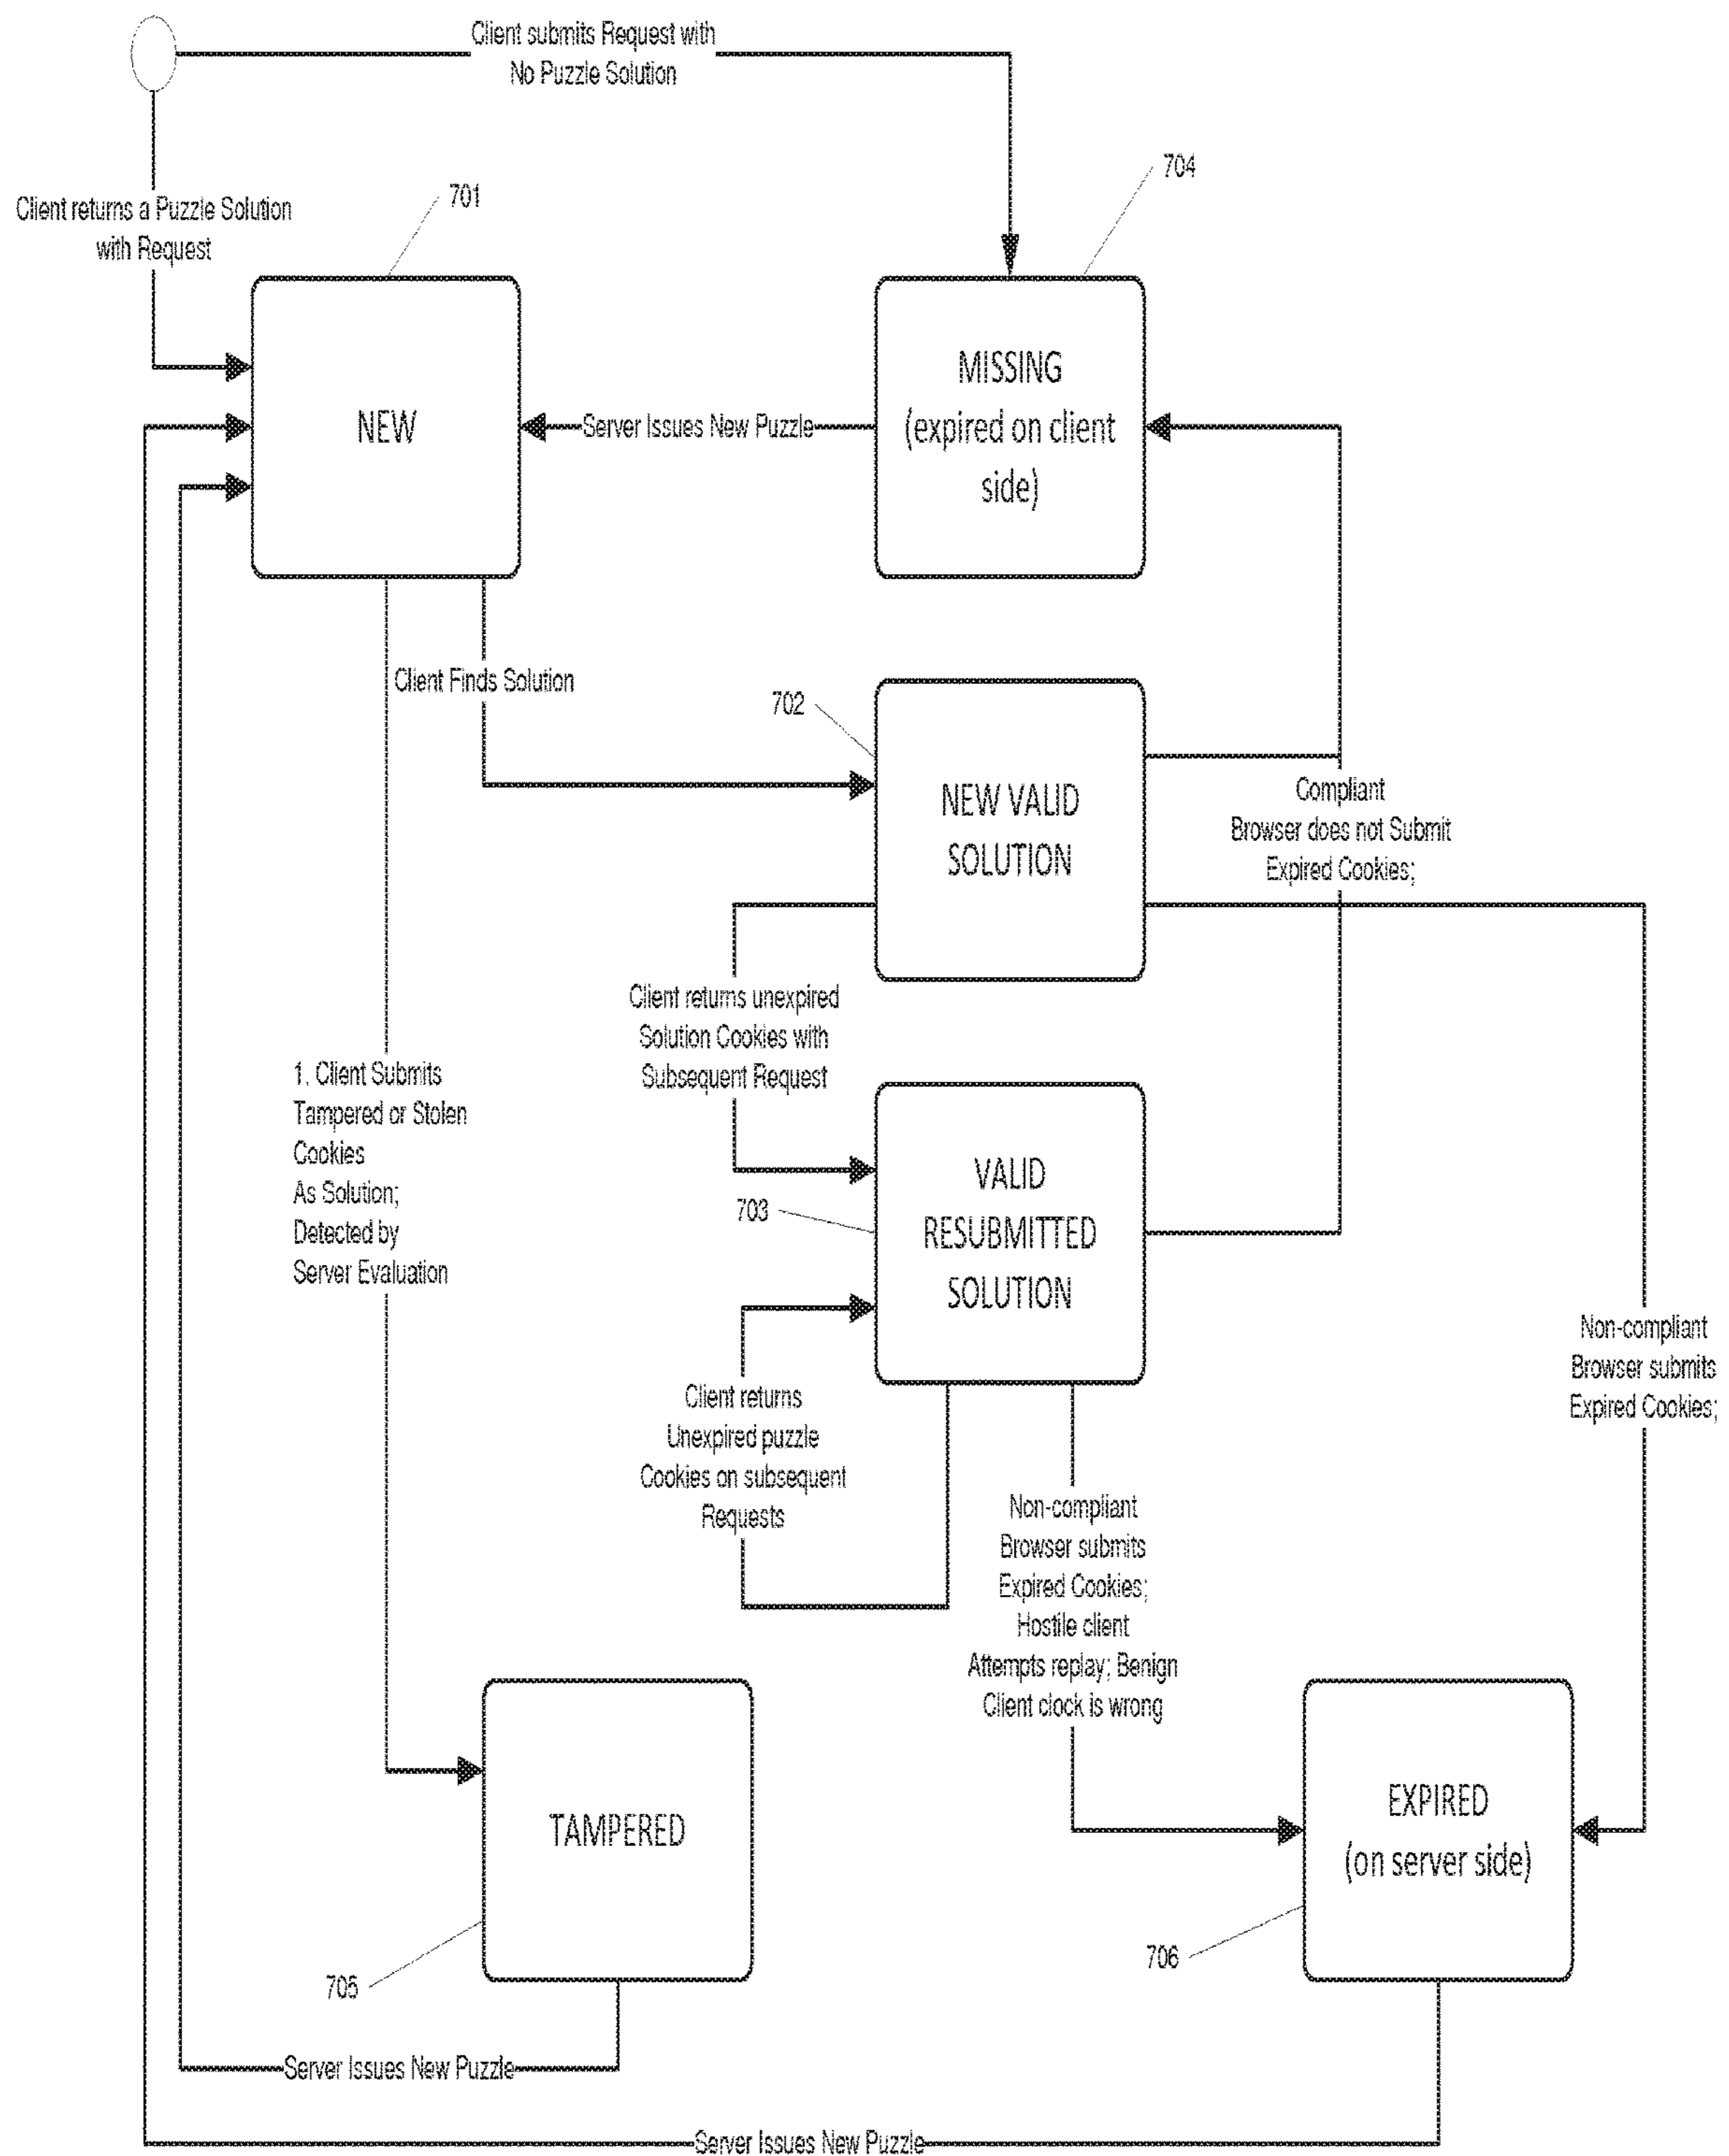 Client submits Request with
No Puzzle Solution
704
701
Client returns a Puzzle Solution
with Request
NEW
Server Issues New Puzzle
MISSING
(expired on client
side)
Client Finds Solution
702
NEW VALID
SOLUTION
Compliant
Browser does not Submit
Expired Cookies;
Client returns unexpired
Solution Cookies with
Subsequent Request
1. Client Submits
Tampered or Stolen
Cookies
As Solution;
Detected by
Server Evaluation
703
VALID
RESUBMITTED
SOLUTION
Non-compliant
Browser submits
Expired Cookies;
Client returns
Unexpired puzzle
Cookies on subsequent
Requests
Non-compliant
Browser submits
Expired Cookies;
Hostile client
Attempts replay; Benign
Client clock is wrong
TAMPERED
EXPIRED
(on server side)
705
706
Server Issues New Puzzle
Server Issues New Puzzle